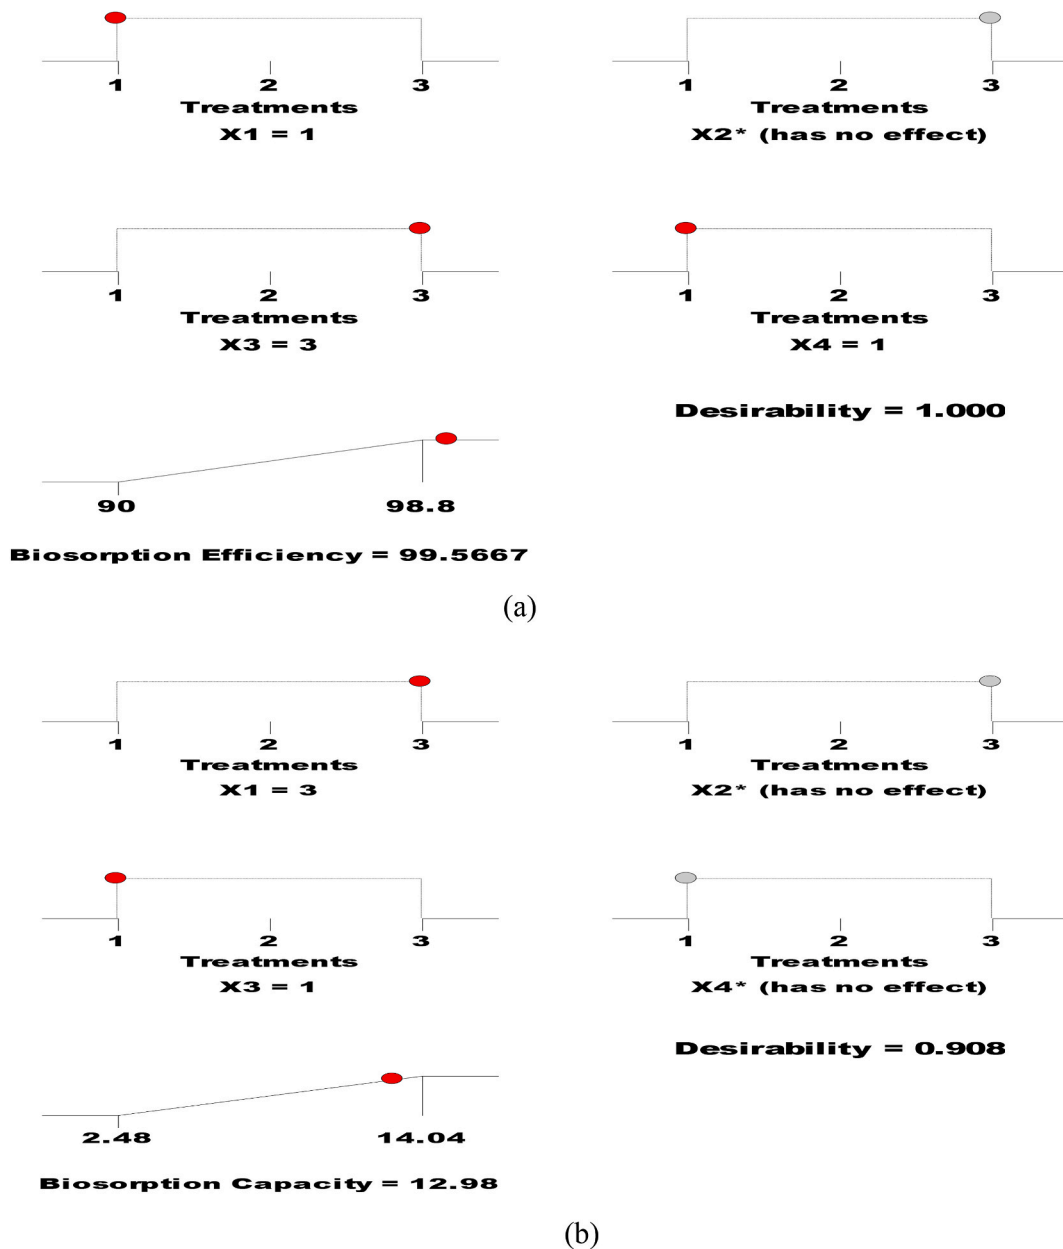 1 2 3
Treatments
X1 = 1
1 2 3
Treatments
X2* (has no effect)
1 2 3
Treatments
X3 = 3
1 2 3
Treatments
X4 = 1
Desirability = 1.000
90 98.8
Biosorption Efficiency = 99.5667
(a)
1 2 3
Treatments
X1 = 3
1 2 3
Treatments
X2* (has no effect)
1 2 3
Treatments
X3 = 1
1 2 3
Treatments
X4* (has no effect)
Desirability = 0.908
2.48 14.04
Biosorption Capacity = 12.98
(b)